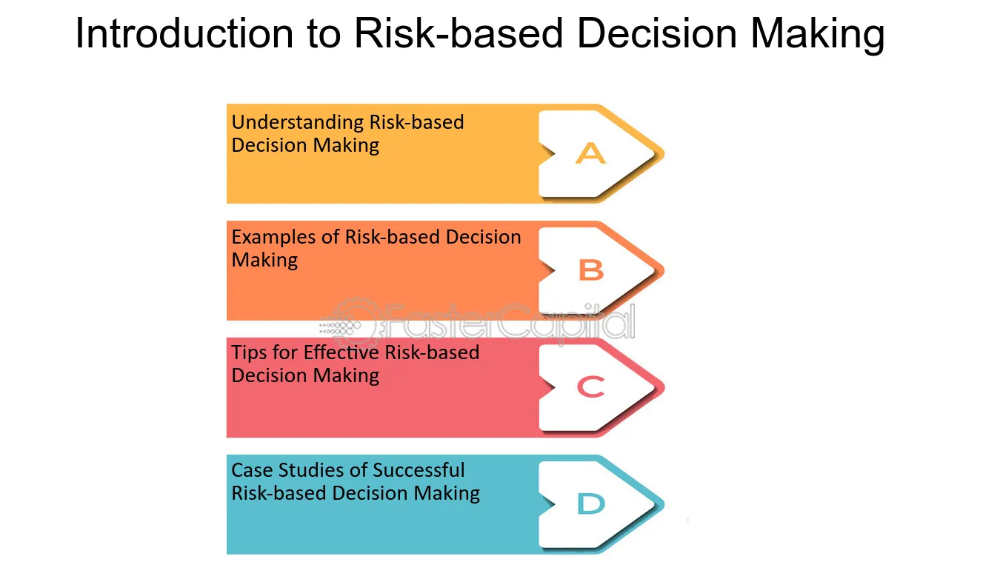 Introduction to Risk-based Decision Making
Understanding Risk-based
Decision Making
A
Examples of Risk-based Decision
Making
B
FasterCapital
Tips for Effective Risk-based
Decision Making
C
Case Studies of Successful
Risk-based Decision Making
D